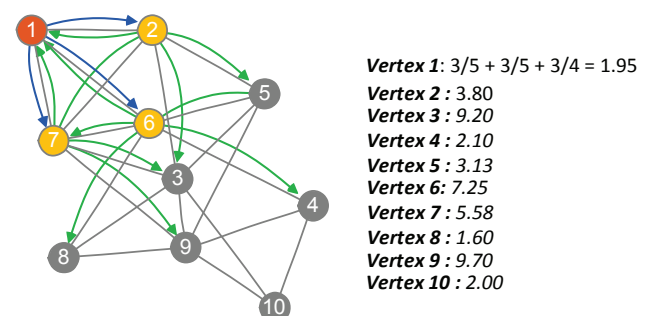 1
2
5
6
7
3
4
9
8
10
Vertex 1: 3/5 + 3/5 + 3/4 = 1.95
Vertex 2 : 3.80
Vertex 3 : 9.20
Vertex 4 : 2.10
Vertex 5 : 3.13
Vertex 6: 7.25
Vertex 7 : 5.58
Vertex 8 : 1.60
Vertex 9 : 9.70
Vertex 10 : 2.00